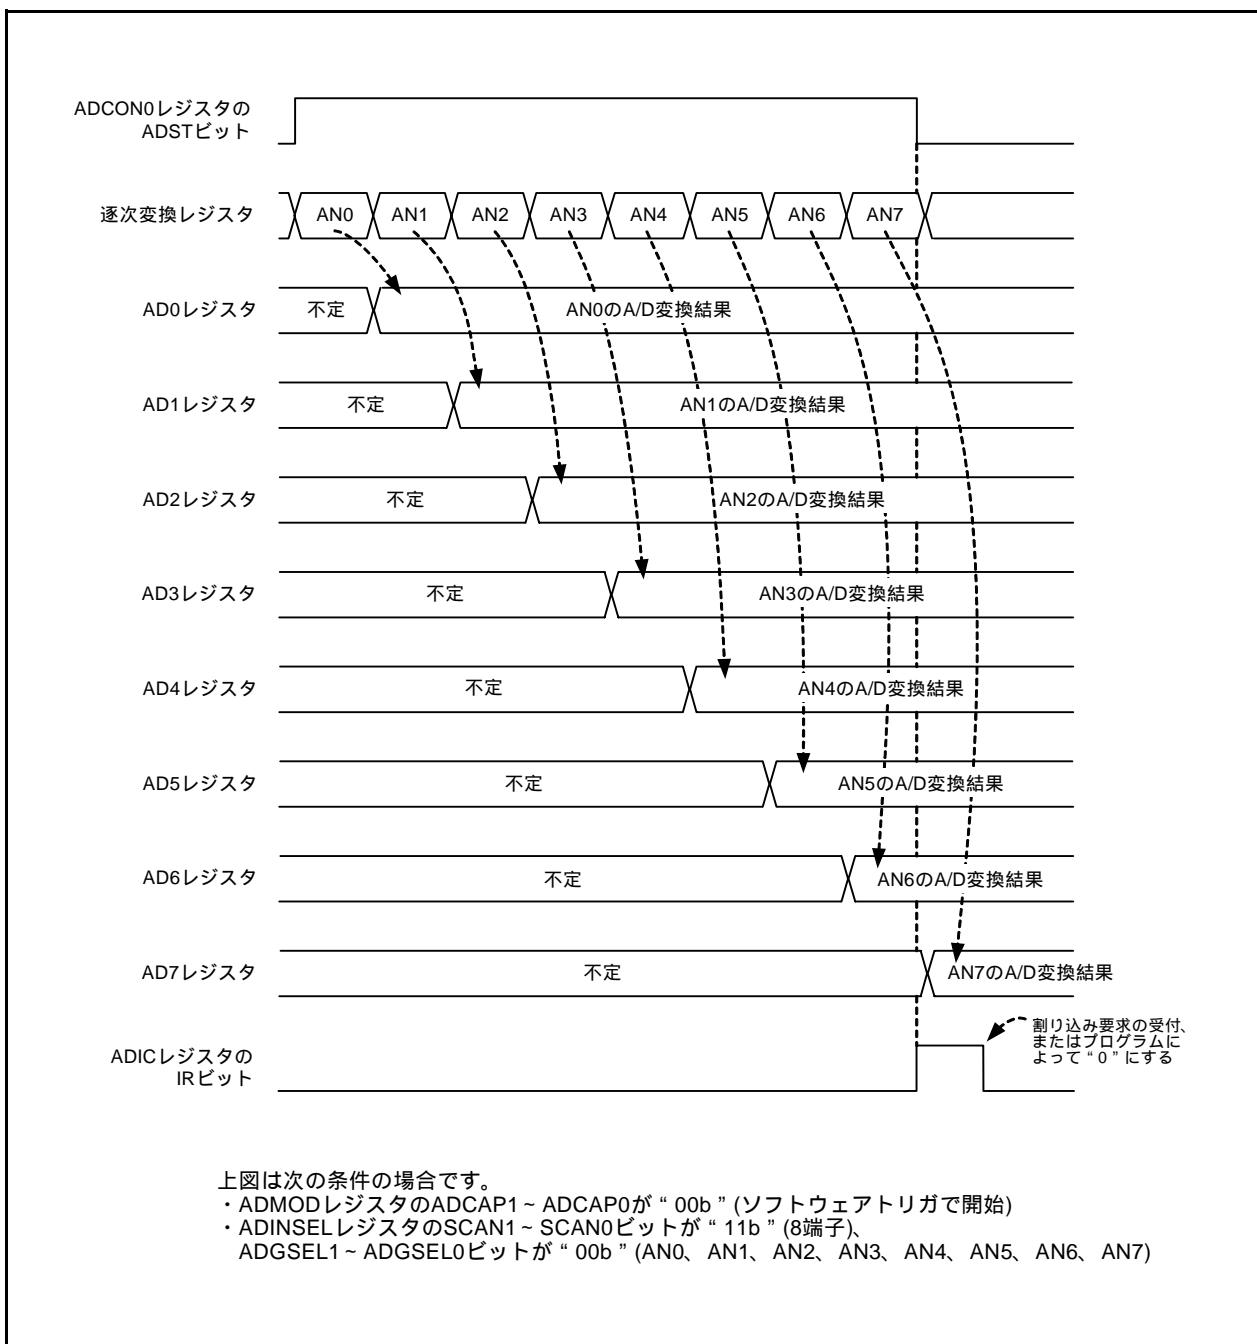 ADCON0レジスタの
ADSTビット
逐次変換レジスタ
AN0 AN1 AN2 AN3 AN4 AN5 AN6 AN7
AD0レジスタ 不定 AN0のA/D変換結果
AD1レジスタ 不定 AN1のA/D変換結果
AD2レジスタ 不定 AN2のA/D変換結果
AD3レジスタ 不定 AN3のA/D変換結果
AD4レジスタ 不定 AN4のA/D変換結果
AD5レジスタ 不定 AN5のA/D変換結果
AD6レジスタ 不定 AN6のA/D変換結果
AD7レジスタ 不定 AN7のA/D変換結果
ADICレジスタの
IRビット
割り込み要求の受付、
またはプログラムに
よって“0”にする
上図は次の条件の場合です。
・ADMODレジスタのADCAP1~ADCAP0が“00b”(ソフトウェアトリガで開始)
・ADINSELレジスタのSCAN1~SCAN0ビットが“11b”(8端子)、
ADGSEL1~ADGSEL0ビットが“00b”(AN0、AN1、AN2、AN3、AN4、AN5、AN6、AN7)